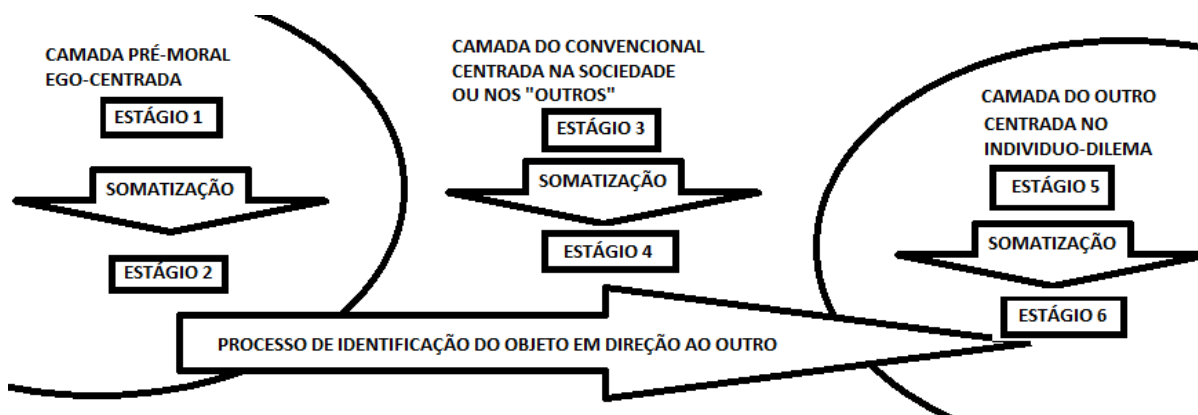 CAMADA PRÉ-MORAL
EGO-CENTRADA
ESTÁGIO 1
SOMATIZAÇÃO
ESTÁGIO 2
CAMADA DO CONVENCIONAL
CENTRADA NA SOCIEDADE
OU NOS "OUTROS"
ESTÁGIO 3
SOMATIZAÇÃO
ESTÁGIO 4
CAMADA DO OUTRO
CENTRADA NO
INDIVIDUO-DILEMA
ESTÁGIO 5
SOMATIZAÇÃO
ESTÁGIO 6
PROCESSO DE IDENTIFICAÇÃO DO OBJETO EM DIREÇÃO AO OUTRO